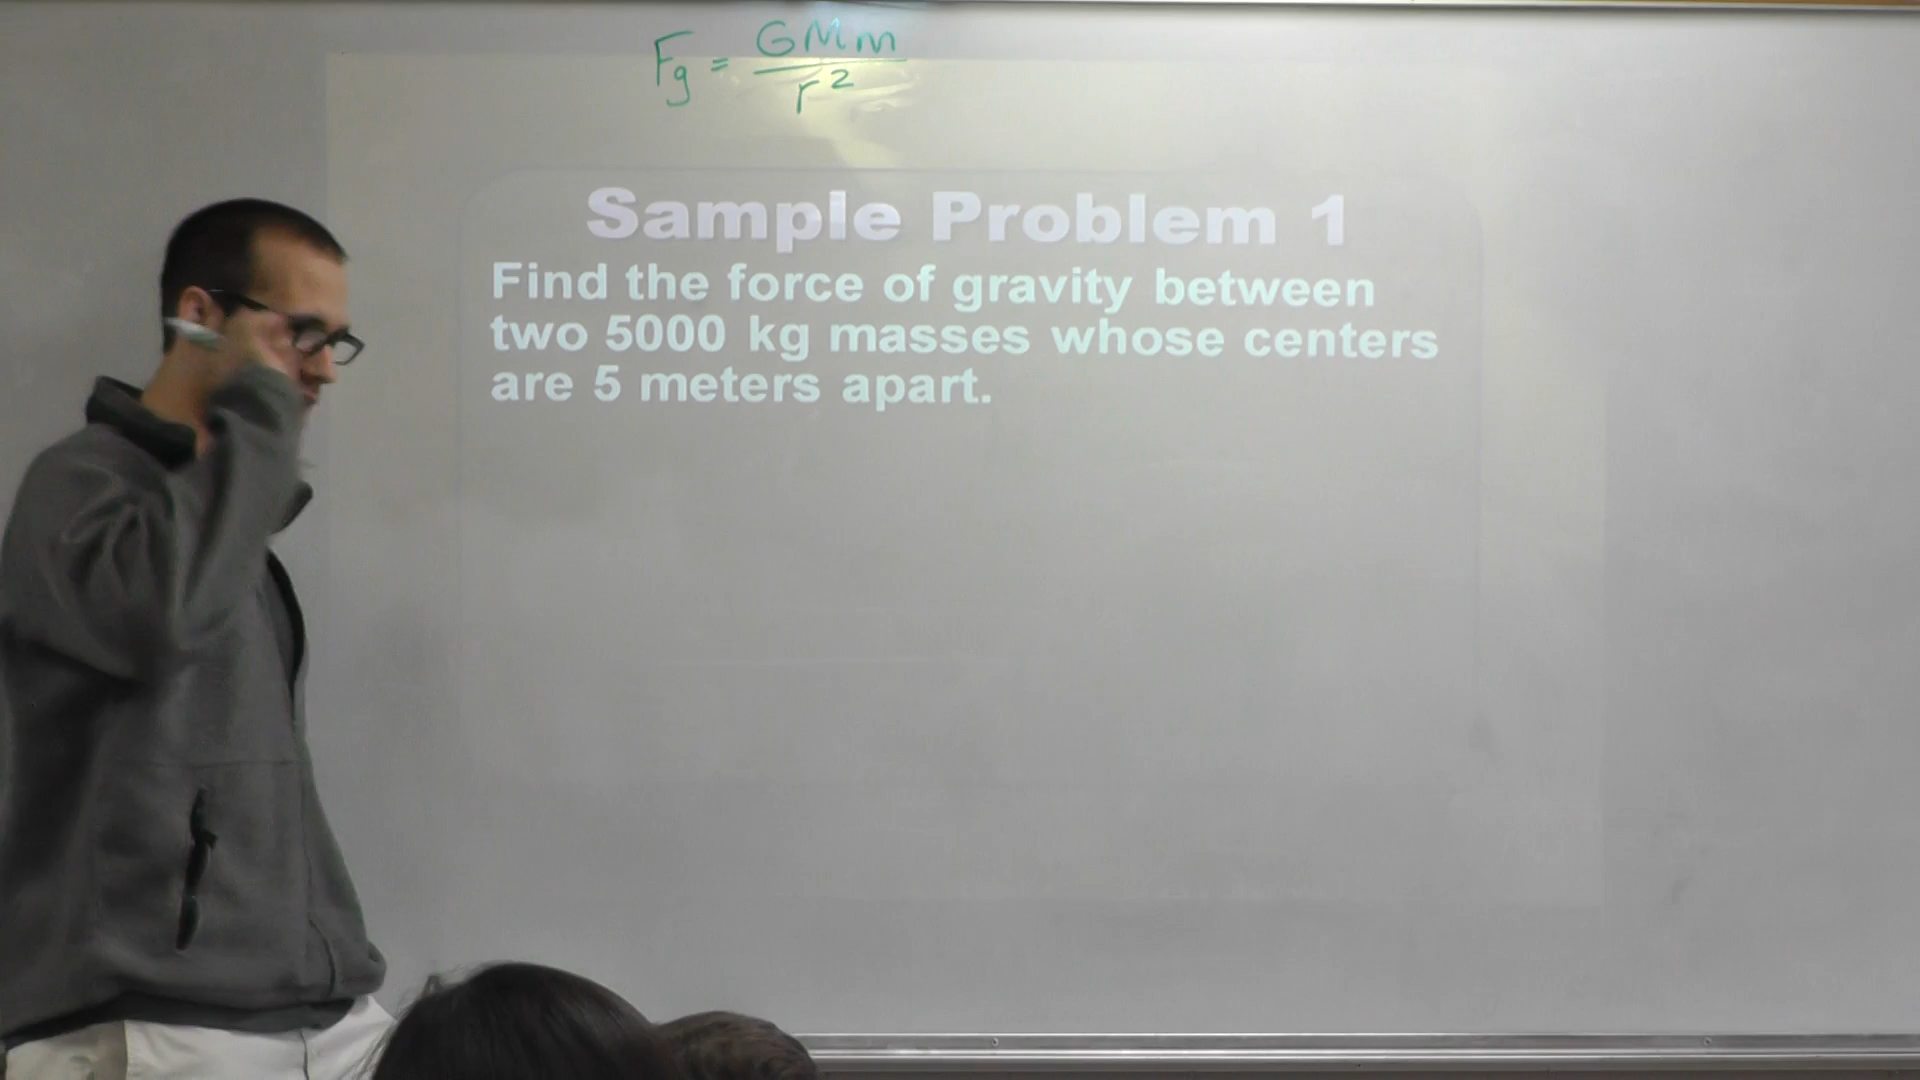 Fg = GMm / r²
Sample Problem 1
Find the force of gravity between
two 5000 kg masses whose centers
are 5 meters apart.